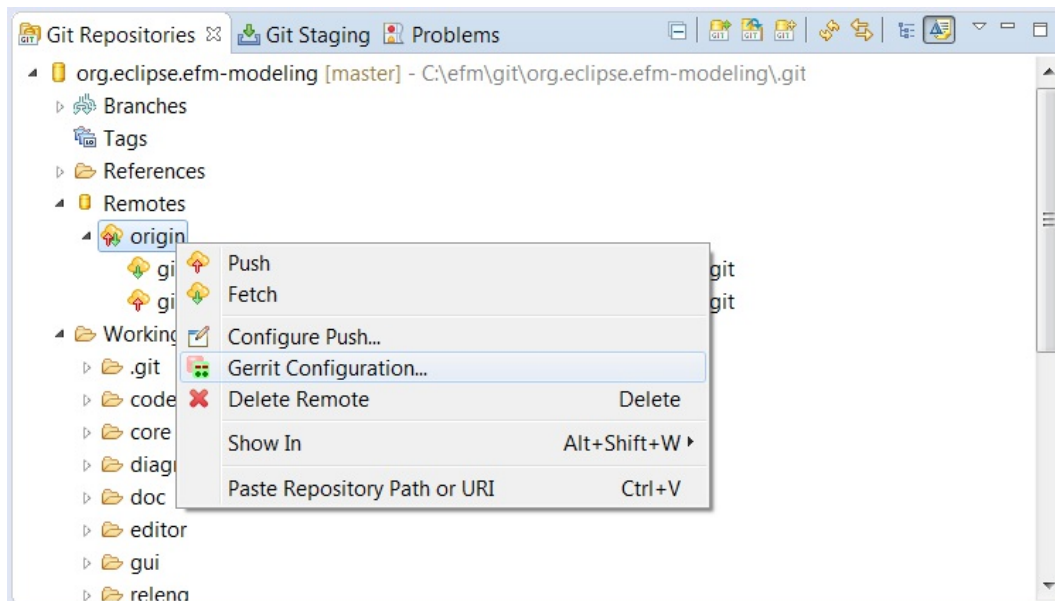 Git Repositories Git Staging Problems
org.eclipse.efm-modeling [master] - C:\efm\git\org.eclipse.efm-modeling\.git
Branches
Tags
References
Remotes
origin
Push
git
Fetch
git
Configure Push...
.git
Gerrit Configuration...
code
Delete Remote Delete
core
Show In Alt+Shift+W
doc
Paste Repository Path or URI Ctrl+V
editor
gui
releng